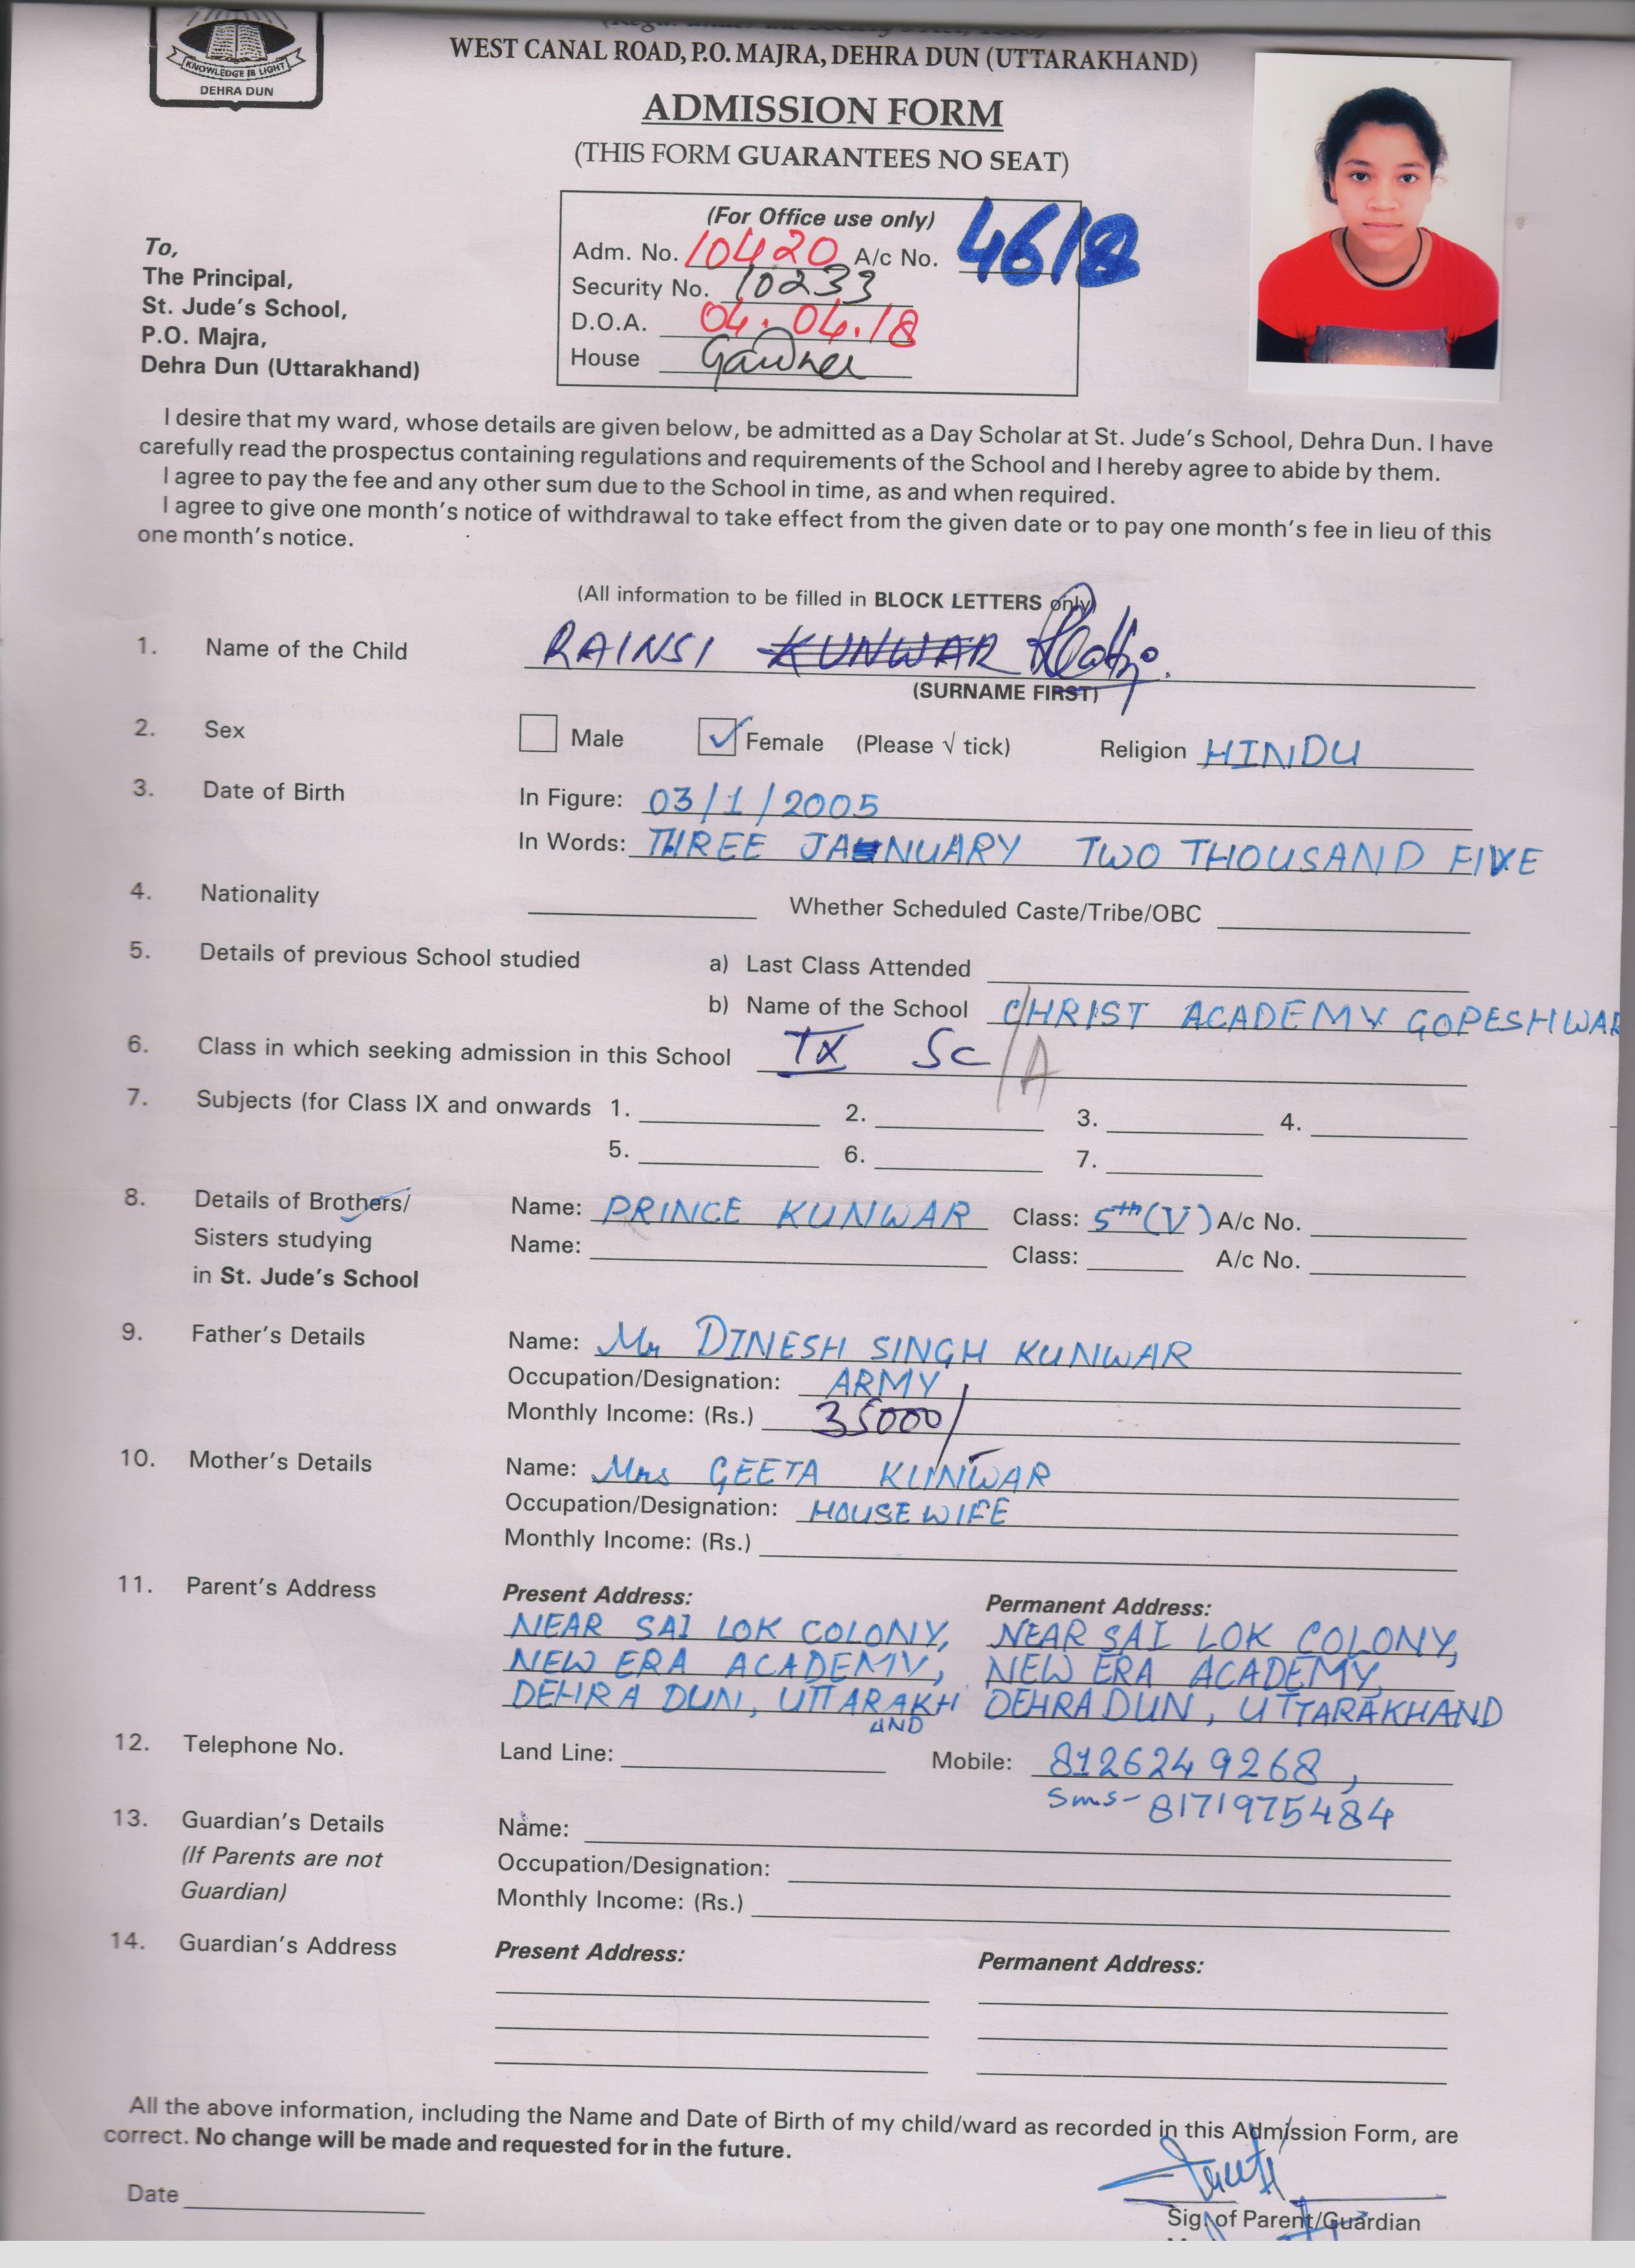 KNOWLEDGE IS LIGHT
DEHRA DUN
WEST CANAL ROAD, P.O. MAJRA, DEHRA DUN (UTTARAKHAND)
ADMISSION FORM
(THIS FORM GUARANTEES NO SEAT)
(For Office use only)
Adm. No. 10420 A/c No. 4618
Security No. 10233
D.O.A. 04.04.18
House
To,
The Principal,
St. Jude's School,
P.O. Majra,
Dehra Dun (Uttarakhand)
I desire that my ward, whose details are given below, be admitted as a Day Scholar at St. Jude's School, Dehra Dun. I have
carefully read the prospectus containing regulations and requirements of the School and I hereby agree to abide by them.
I agree to pay the fee and any other sum due to the School in time, as and when required.
I agree to give one month's notice of withdrawal to take effect from the given date or to pay one month's fee in lieu of this
one month's notice.
(All information to be filled in BLOCK LETTERS only)
1. Name of the Child RAINSI KUNWAR
(SURNAME FIRST)
2. Sex Male ✓ Female (Please √ tick) Religion HINDU
3. Date of Birth In Figure: 03/1/2005
In Words: THREE JANUARY TWO THOUSAND FIVE
4. Nationality Whether Scheduled Caste/Tribe/OBC
5. Details of previous School studied a) Last Class Attended
b) Name of the School CHRIST ACADEMY GOPESHWAR
6. Class in which seeking admission in this School IX Sc /A
7. Subjects (for Class IX and onwards 1. 2. 3. 4.
5. 6. 7.
8. Details of Brothers/ Name: PRINCE KUNWAR Class: 5th (V) A/c No.
Sisters studying Name: Class: A/c No.
in St. Jude's School
9. Father's Details Name: Mr DINESH SINGH KUNWAR
Occupation/Designation: ARMY
Monthly Income: (Rs.) 35000/
10. Mother's Details Name: Mrs GEETA KUNWAR
Occupation/Designation: HOUSE WIFE
Monthly Income: (Rs.)
11. Parent's Address Present Address: Permanent Address:
NEAR SAI LOK COLONY, NEAR SAI LOK COLONY,
NEW ERA ACADEMY, NEW ERA ACADEMY,
DEHRA DUN, UTTARAKH DEHRADUN, UTTARAKHAND
AND
12. Telephone No. Land Line: Mobile: 8126249268,
Sms- 8171975484
13. Guardian's Details Name:
(If Parents are not Occupation/Designation:
Guardian) Monthly Income: (Rs.)
14. Guardian's Address Present Address: Permanent Address:
All the above information, including the Name and Date of Birth of my child/ward as recorded in this Admission Form, are
correct. No change will be made and requested for in the future.
Date
Sig. of Parent/Guardian